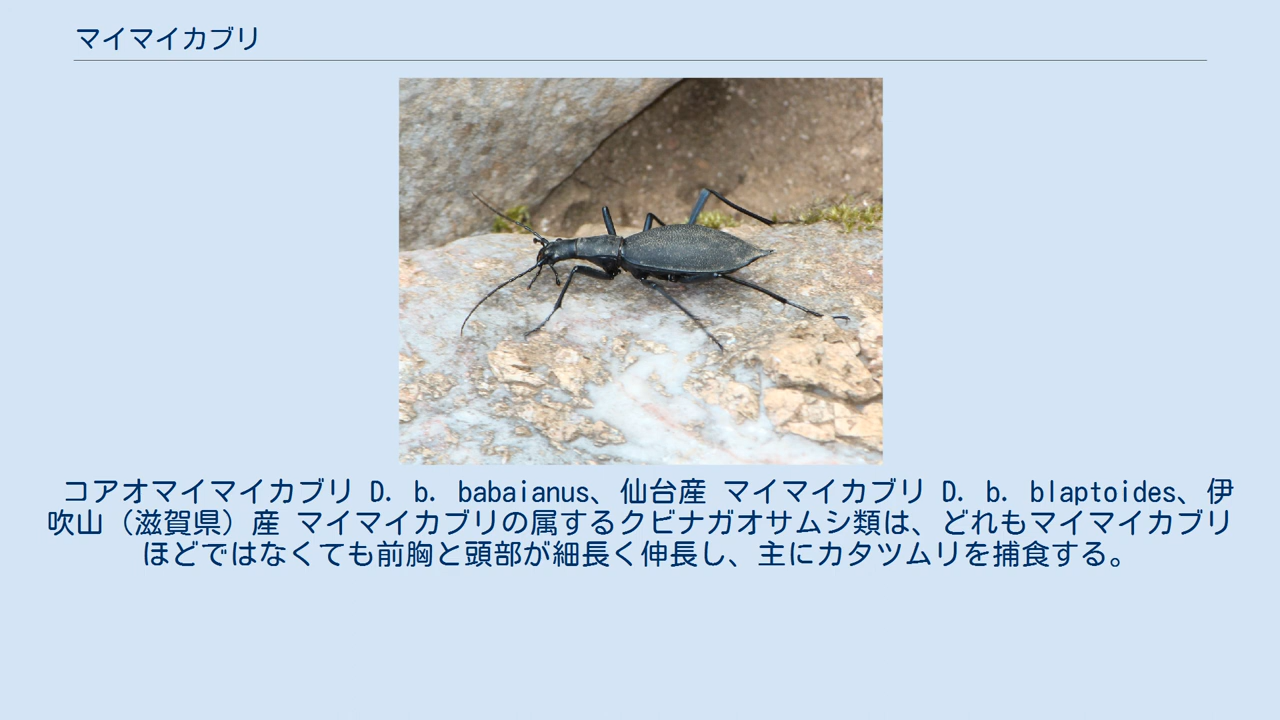 マイマイカブリ
コアオマイマイカブリ D. b. babaianus、仙台産 マイマイカブリ D. b. blaptoides、伊
吹山（滋賀県）産 マイマイカブリの属するクビナガオサムシ類は、どれもマイマイカブリ
ほどではなくても前胸と頭部が細長く伸長し、主にカタツムリを捕食する。